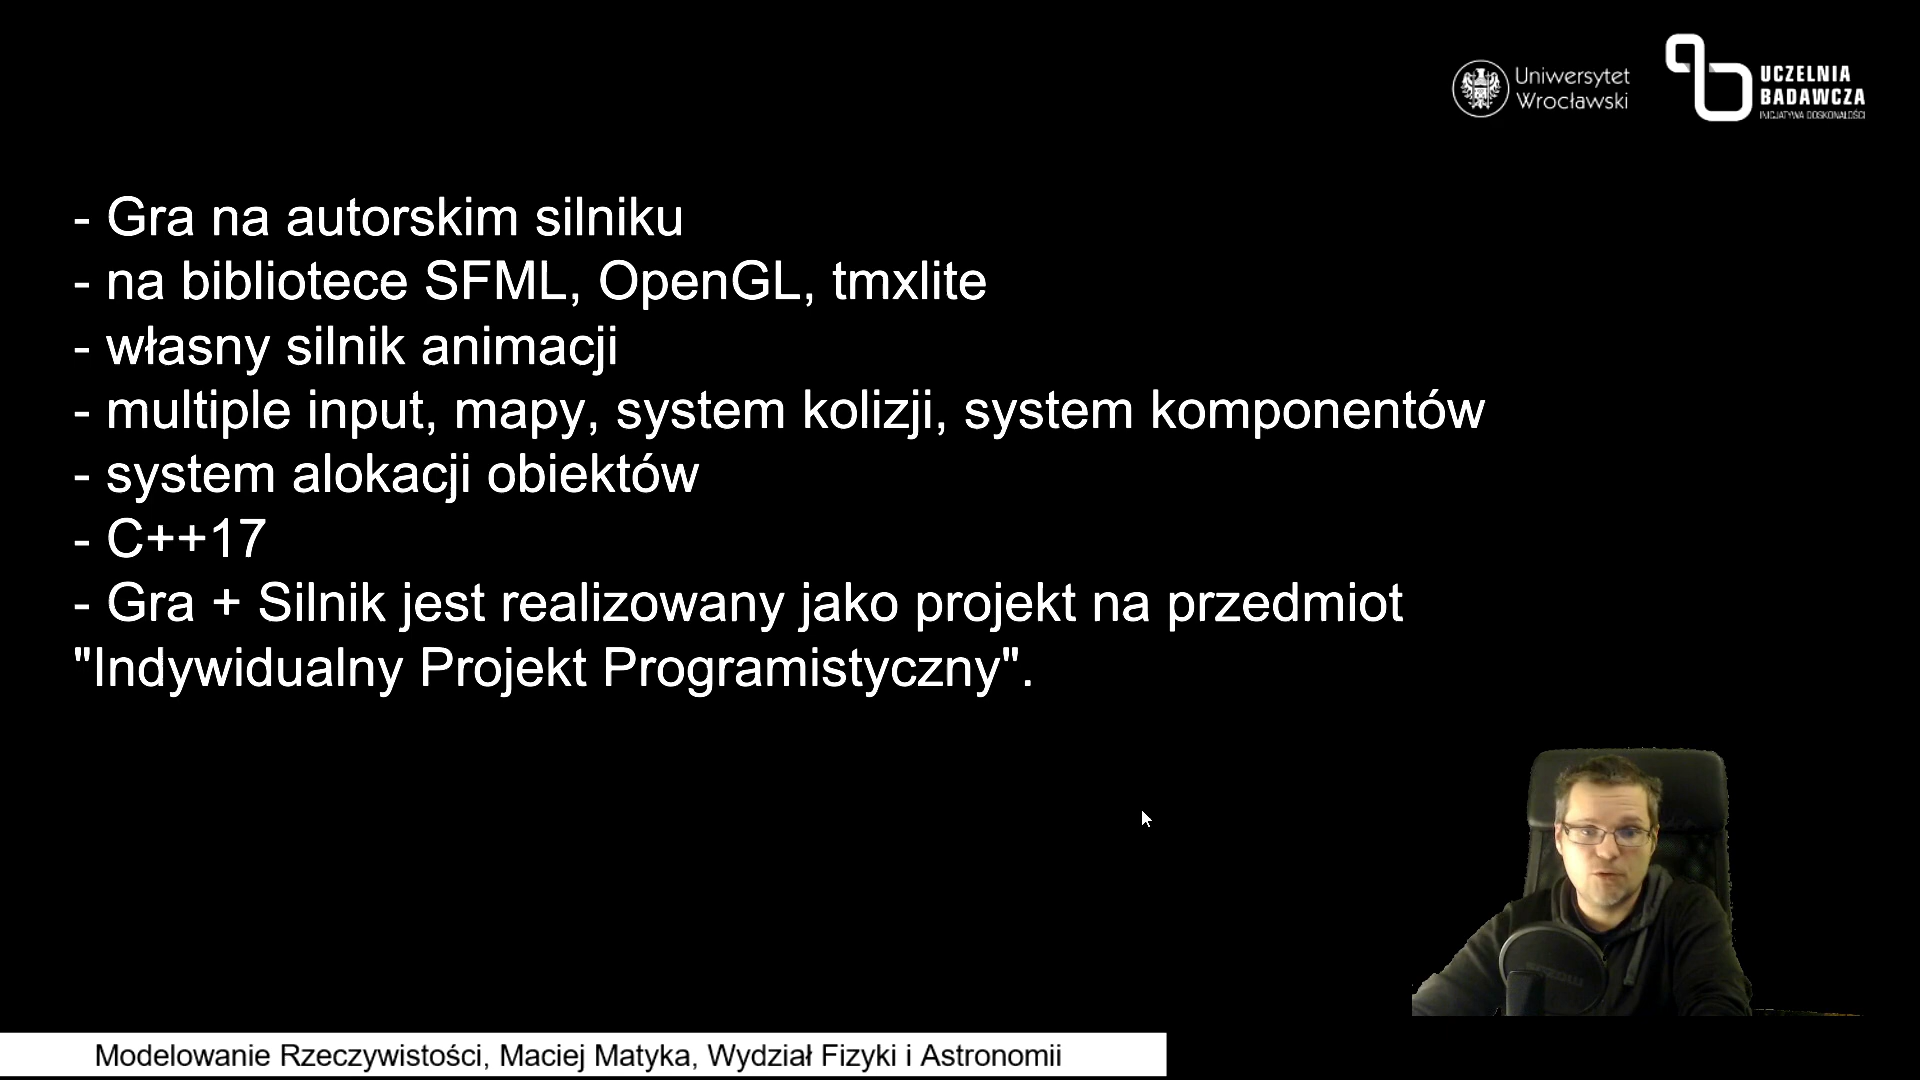 Uniwersytet
Wrocławski
UCZELNIA
BADAWCZA
INICJATYWA DOSKONAŁOŚCI
- Gra na autorskim silniku
- na bibliotece SFML, OpenGL, tmxlite
- własny silnik animacji
- multiple input, mapy, system kolizji, system komponentów
- system alokacji obiektów
- C++17
- Gra + Silnik jest realizowany jako projekt na przedmiot
"Indywidualny Projekt Programistyczny".
Modelowanie Rzeczywistości, Maciej Matyka, Wydział Fizyki i Astronomii